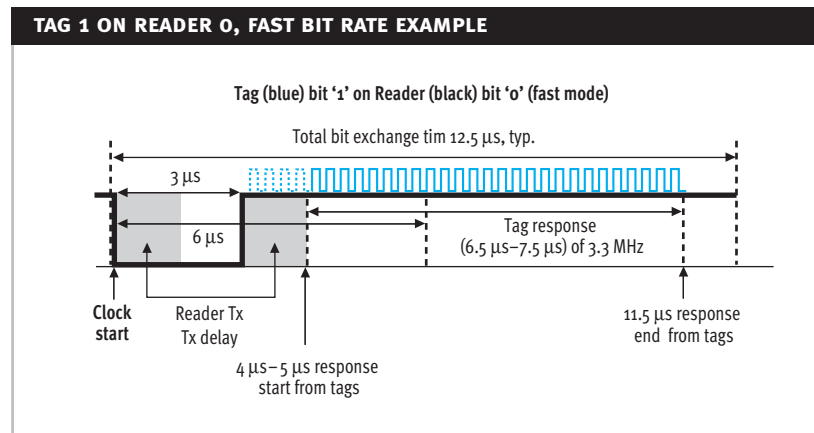 TAG 1 ON READER 0, FAST BIT RATE EXAMPLE
Tag (blue) bit ‘1’ on Reader (black) bit ‘0’ (fast mode)
Total bit exchange tim 12.5 µs, typ.
3 µs
6 µs
Tag response
(6.5 µs–7.5 µs) of 3.3 MHz
Clock
start
Reader Tx
Tx delay
11.5 µs response
end from tags
4 µs–5 µs response
start from tags